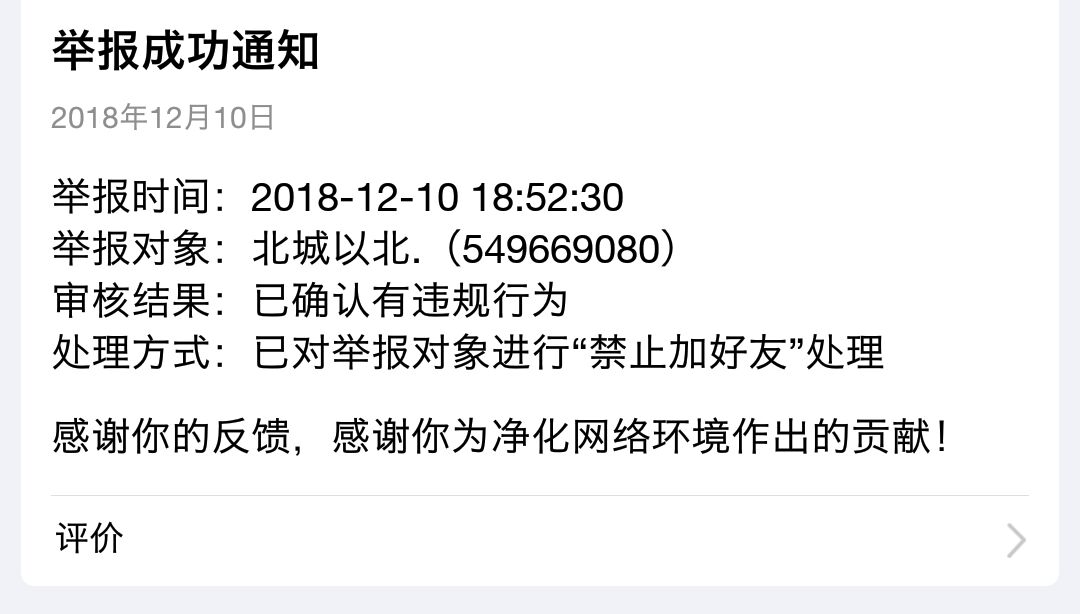 举报成功通知
2018年12月10日
举报时间：2018-12-10 18:52:30
举报对象：北城以北.（549669080）
审核结果：已确认有违规行为
处理方式：已对举报对象进行“禁止加好友”处理
感谢你的反馈，感谢你为净化网络环境作出的贡献！
评价